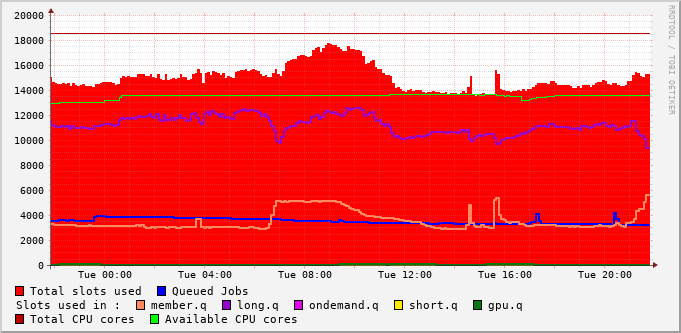 20000
18000
16000
14000
12000
10000
8000
6000
4000
2000
0
Tue 00:00 Tue 04:00 Tue 08:00 Tue 12:00 Tue 16:00 Tue 20:00
Total slots used Queued Jobs
Slots used in : member.q long.q ondemand.q short.q gpu.q
Total CPU cores Available CPU cores
RRDTOOL / TOBI OETIKER